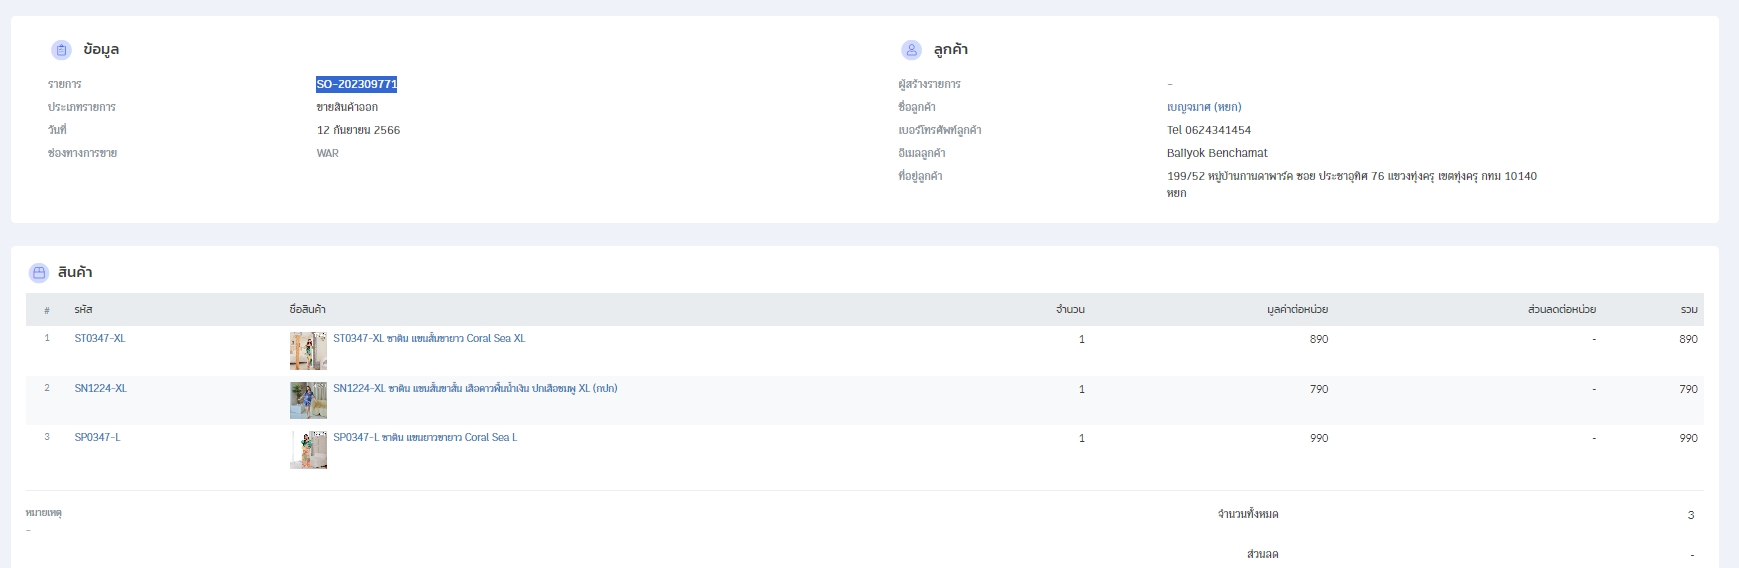 ข้อมูล
รายการ SO-202309771
ประเภทรายการ ขายสินค้าออก
วันที่ 12 กันยายน 2566
ช่องทางการขาย WAR
ลูกค้า
ผู้สร้างรายการ -
ชื่อลูกค้า เบญจมาศ (หยก)
เบอร์โทรศัพท์ลูกค้า Tel 0624341454
อีเมลลูกค้า Ballyok Benchamat
ที่อยู่ลูกค้า 199/52 หมู่บ้านกานดาพาร์ค ซอย ประชาอุทิศ 76 แขวงทุ่งครุ เขตทุ่งครุ กทม 10140
หยก
สินค้า
# รหัส ชื่อสินค้า จำนวน มูลค่าต่อหน่วย ส่วนลดต่อหน่วย รวม
1 ST0347-XL ST0347-XL ซาติน แขนสั้นขายาว Coral Sea XL 1 890 - 890
2 SN1224-XL SN1224-XL ซาติน แขนสั้นขาสั้น เสือดาวพื้นน้ำเงิน ปกเสือชมพู XL (กปก) 1 790 - 790
3 SP0347-L SP0347-L ซาติน แขนยาวขายาว Coral Sea L 1 990 - 990
หมายเหตุ
-
จำนวนทั้งหมด 3
ส่วนลด -